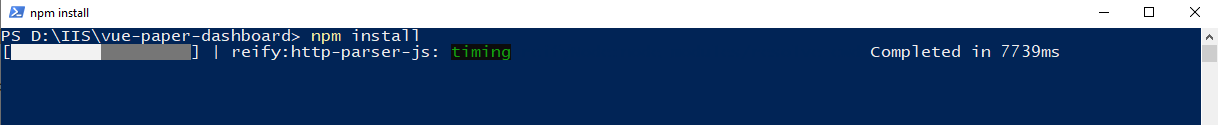 npm install
PS D:\IIS\vue-paper-dashboard> npm install
[                  ] | reify:http-parser-js: timing Completed in 7739ms